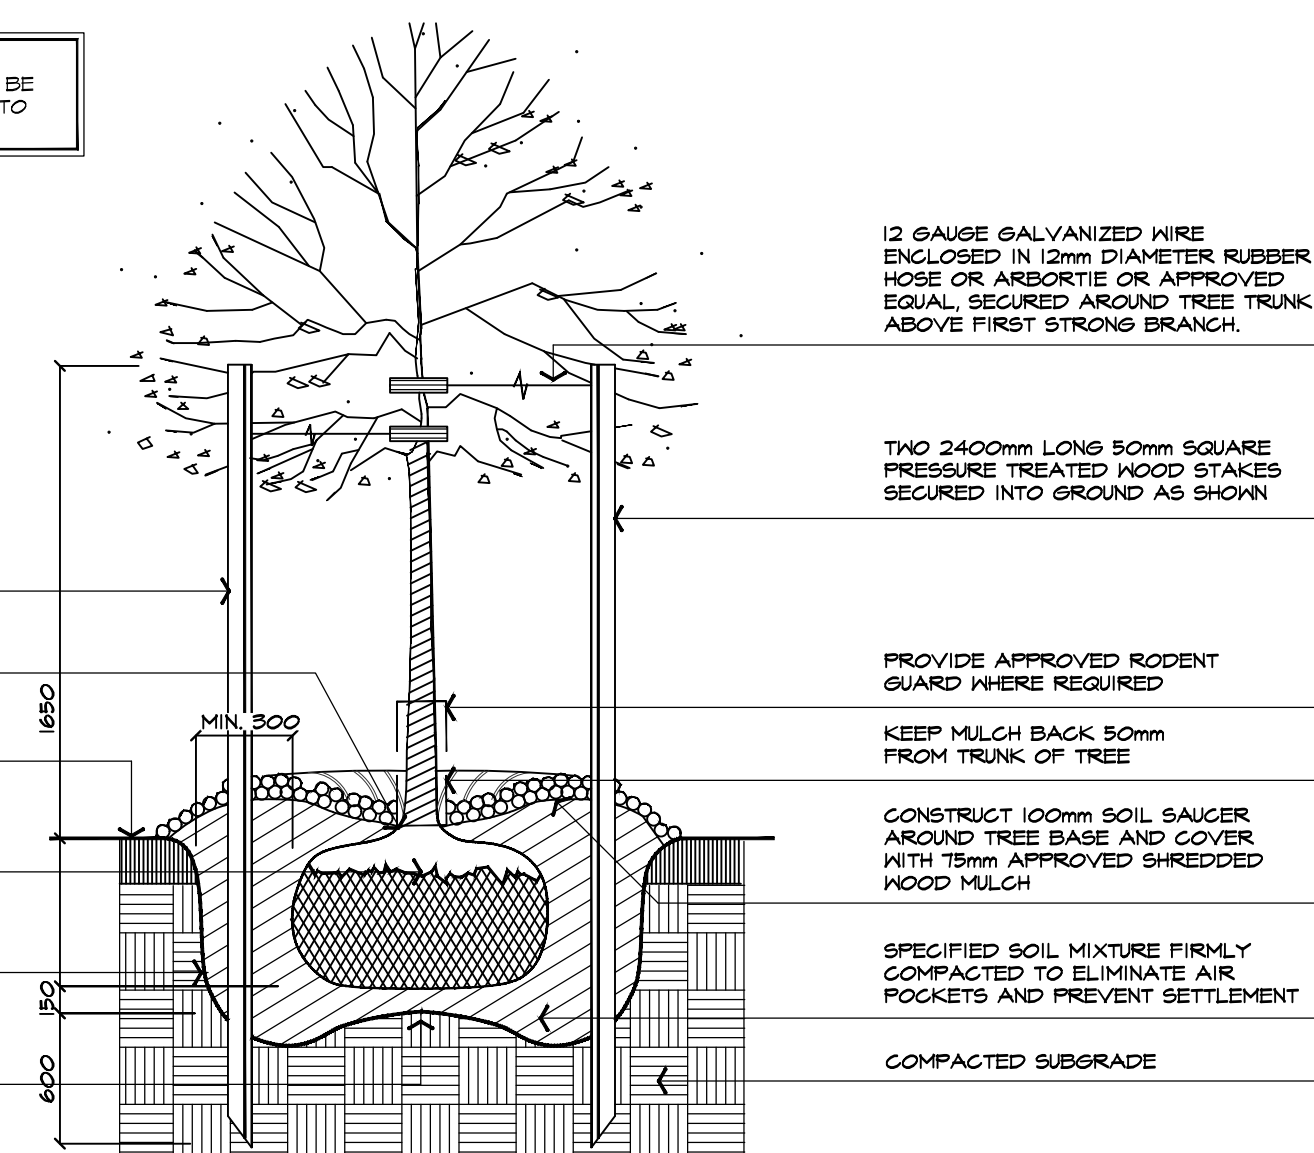 BE
TO
12 GAUGE GALVANIZED WIRE
ENCLOSED IN 12mm DIAMETER RUBBER
HOSE OR ARBORTIE OR APPROVED
EQUAL, SECURED AROUND TREE TRUNK
ABOVE FIRST STRONG BRANCH.
TWO 2400mm LONG 50mm SQUARE
PRESSURE TREATED WOOD STAKES
SECURED INTO GROUND AS SHOWN
PROVIDE APPROVED RODENT
GUARD WHERE REQUIRED
KEEP MULCH BACK 50mm
FROM TRUNK OF TREE
CONSTRUCT 100mm SOIL SAUCER
AROUND TREE BASE AND COVER
WITH 75mm APPROVED SHREDDED
WOOD MULCH
SPECIFIED SOIL MIXTURE FIRMLY
COMPACTED TO ELIMINATE AIR
POCKETS AND PREVENT SETTLEMENT
COMPACTED SUBGRADE
1650
MIN. 300
150
600